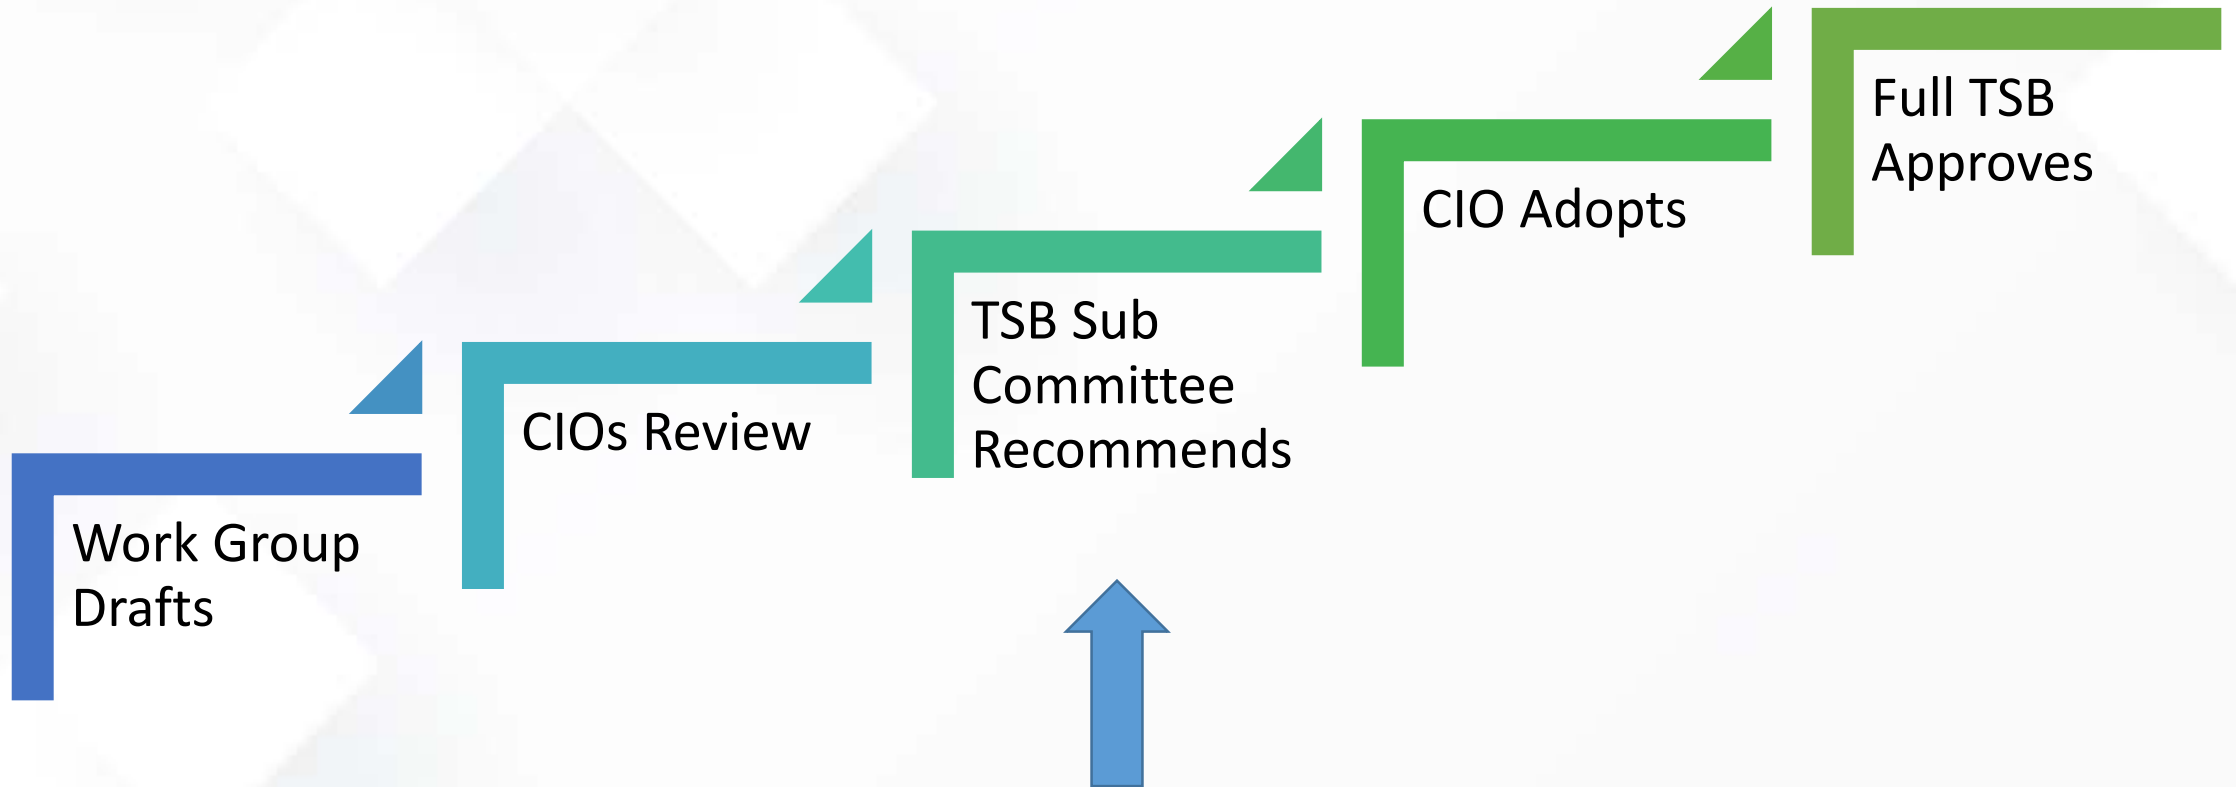 Work Group
Drafts
CIOs Review
TSB Sub
Committee
Recommends
CIO Adopts
Full TSB
Approves